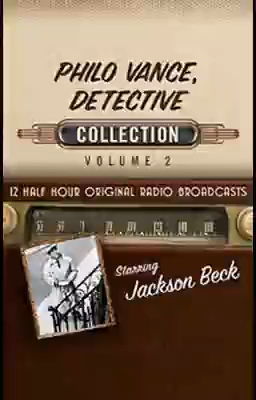 PHILO VANCE,
DETECTIVE
COLLECTION
VOLUME 2
12 HALF HOUR ORIGINAL RADIO BROADCASTS
Starring
Jackson Beck